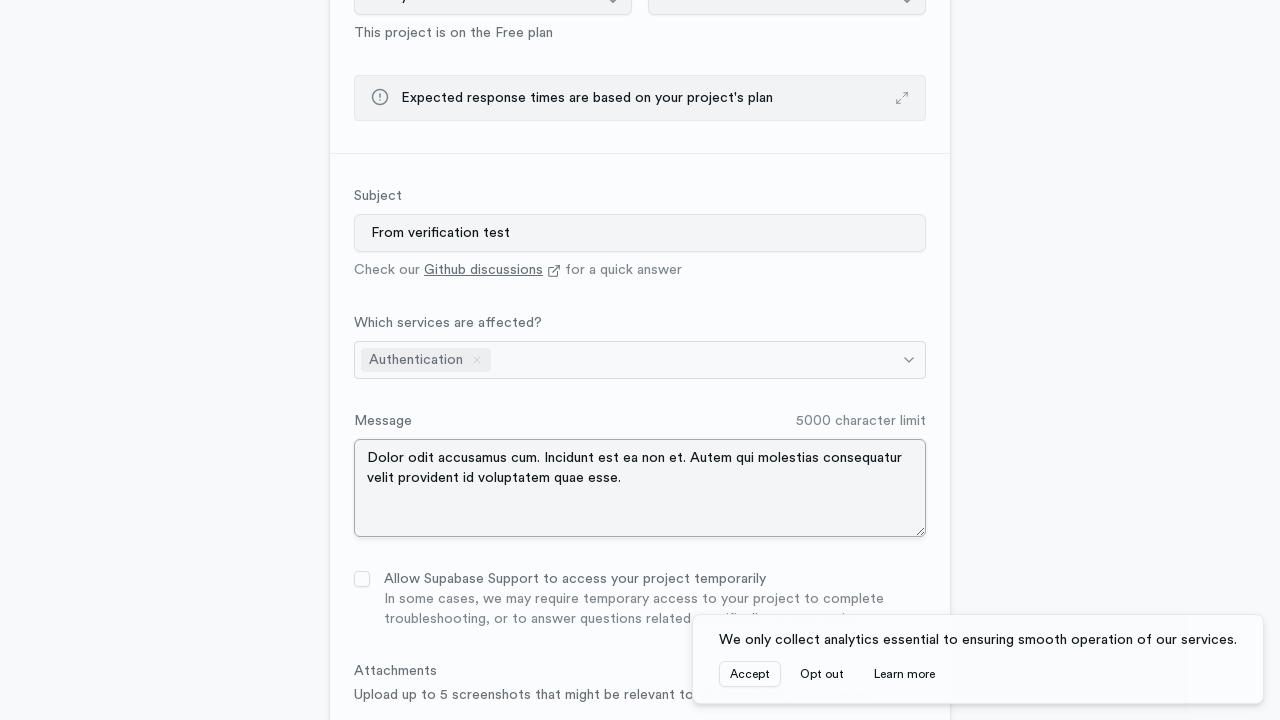 This project is on the Free plan
Expected response times are based on your project's plan
Subject
From verification test
Check our Github discussions for a quick answer
Which services are affected?
Authentication
Message
5000 character limit
Dolor odit accusamus cum. Incidunt est ea non et. Autem qui molestias consequatur
velit provident id voluptatem quae esse.
Allow Supabase Support to access your project temporarily
In some cases, we may require temporary access to your project to complete
troubleshooting, or to answer questions related
We only collect analytics essential to ensuring smooth operation of our services.
Accept
Opt out
Learn more
Attachments
Upload up to 5 screenshots that might be relevant to